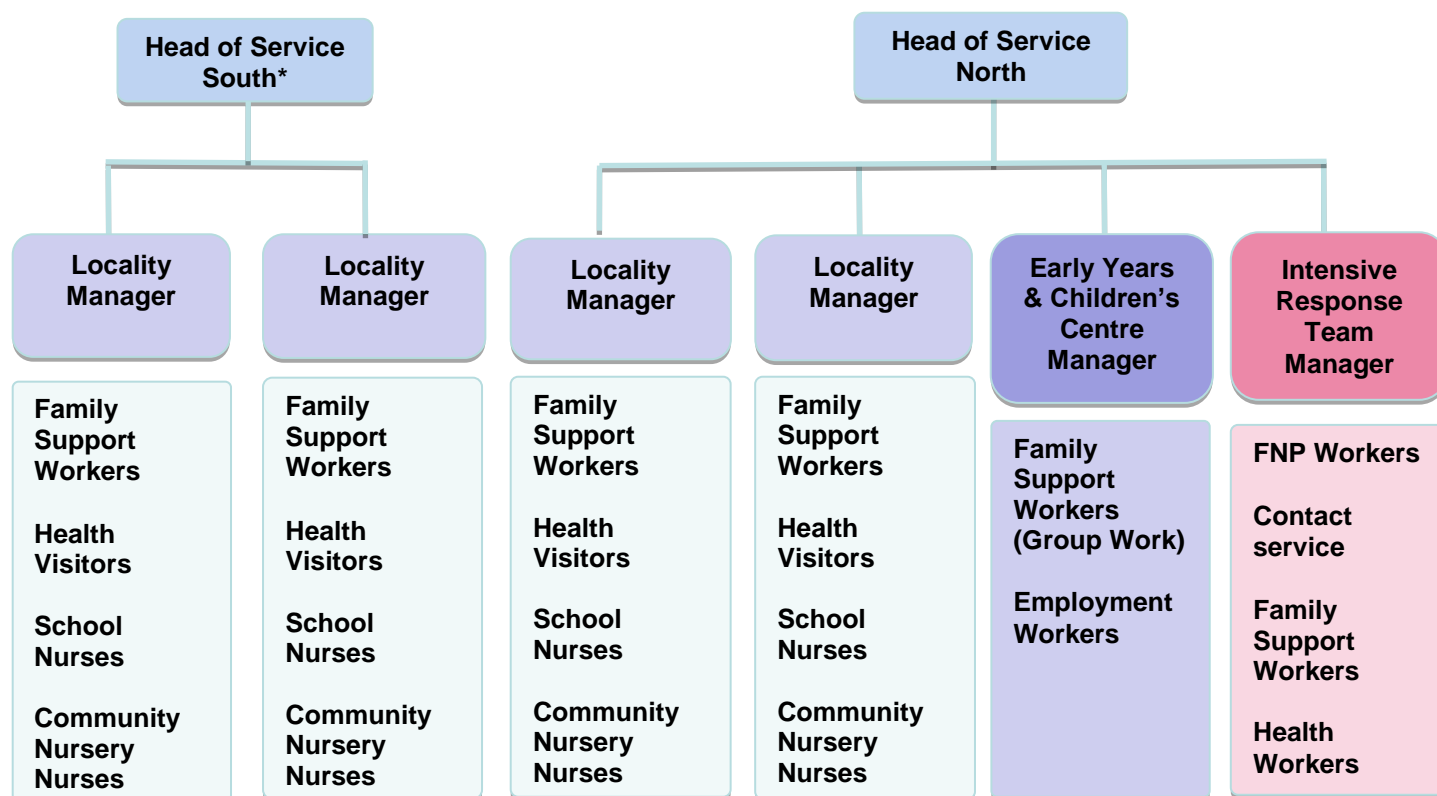 Head of Service
South*
Head of Service
North
Locality
Manager
Locality
Manager
Locality
Manager
Locality
Manager
Early Years
& Children’s
Centre
Manager
Intensive
Response
Team
Manager
Family
Support
Workers
Health
Visitors
School
Nurses
Community
Nursery
Nurses
Family
Support
Workers
Health
Visitors
School
Nurses
Community
Nursery
Nurses
Family
Support
Workers
Health
Visitors
School
Nurses
Community
Nursery
Nurses
Family
Support
Workers
Health
Visitors
School
Nurses
Community
Nursery
Nurses
Family
Support
Workers
(Group Work)
Employment
Workers
FNP Workers
Contact
service
Family
Support
Workers
Health
Workers